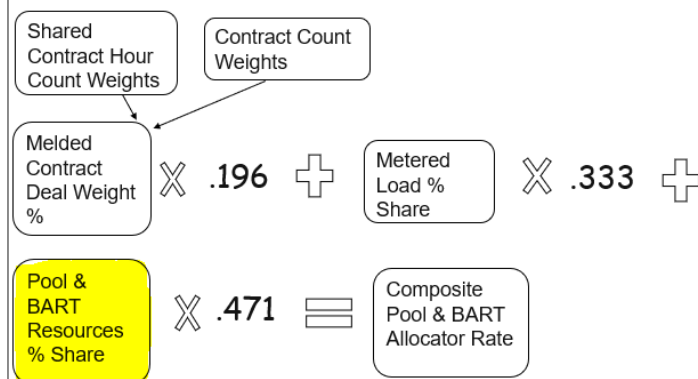 Shared
Contract Hour
Count Weights
Contract Count
Weights
Melded
Contract
Deal Weight
%
X .196 +
Metered
Load %
Share
X .333 +
Pool &
BART
Resources
% Share
X .471 =
Composite
Pool & BART
Allocator Rate